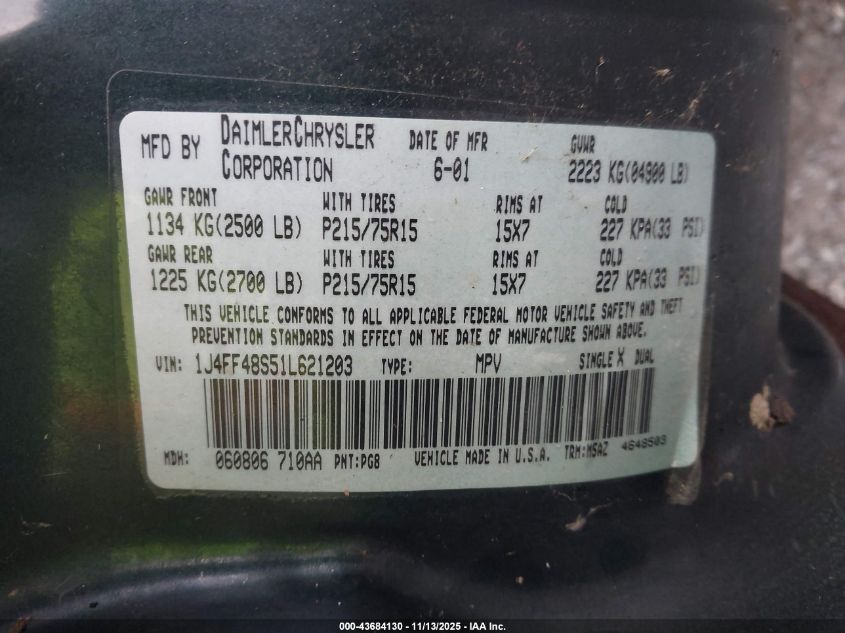 MFD BY DAIMLERCHRYSLER CORPORATION DATE OF MFR 6-01 GVWR 2223 KG(04900 LB)
GAWR FRONT WITH TIRES RIMS AT COLD
1134 KG(2500 LB) P215/75R15 15X7 227 KPA(33 PSI)
GAWR REAR WITH TIRES RIMS AT COLD
1225 KG(2700 LB) P215/75R15 15X7 227 KPA(33 PSI)
THIS VEHICLE CONFORMS TO ALL APPLICABLE FEDERAL MOTOR VEHICLE SAFETY AND THEFT
PREVENTION STANDARDS IN EFFECT ON THE DATE OF MANUFACTURE SHOWN ABOVE.
VIN: 1J4FF48S51L621203 TYPE: MPV SINGLE X DUAL
MDH: 060806 710AA PNT:PG8 VEHICLE MADE IN U.S.A. TRM:M5AZ 4648503
000-43684130 - 11/13/2025 - IAA Inc.